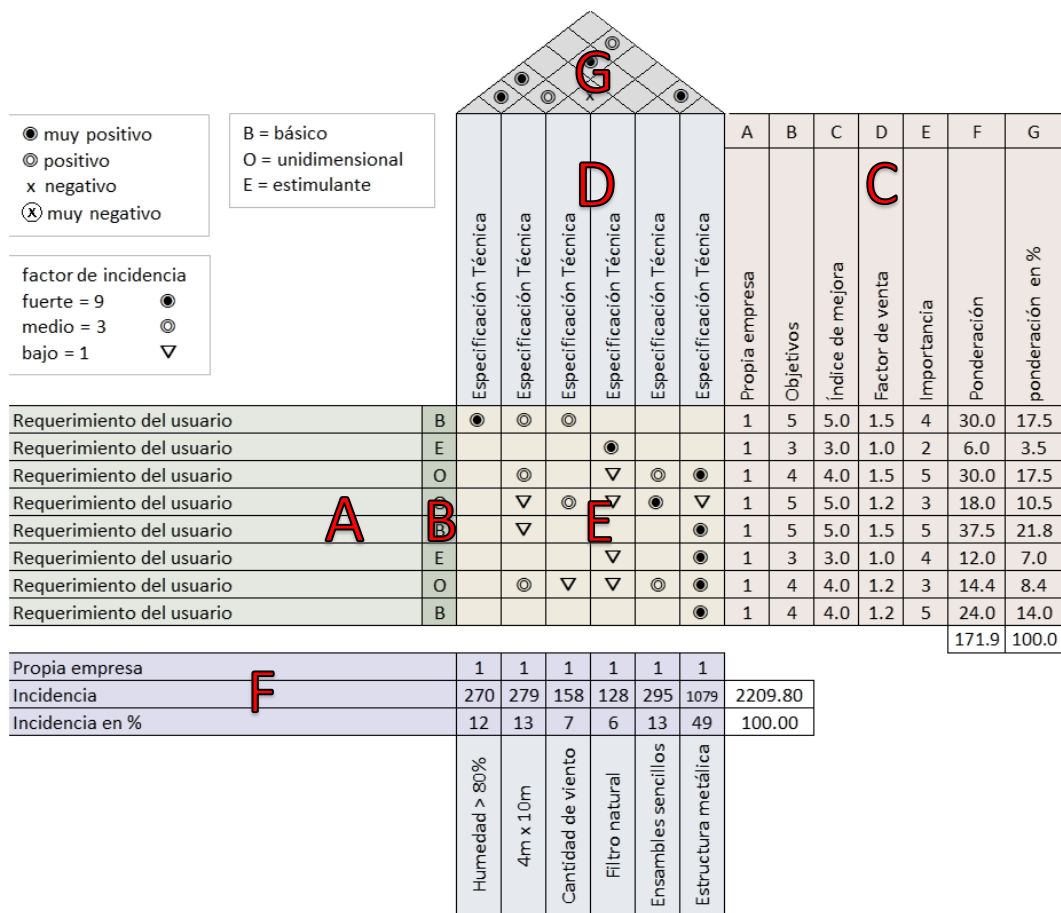 G
muy positivo
positivo
x negativo
x muy negativo
B = básico
O = unidimensional
E = estimulante
factor de incidencia
fuerte = 9
medio = 3
bajo = 1
D
C
A B C D E F G
Especificación Técnica
Especificación Técnica
Especificación Técnica
Especificación Técnica
Especificación Técnica
Especificación Técnica
Propia empresa
Objetivos
Índice de mejora
Factor de venta
Importancia
Ponderación
ponderación en %
Requerimiento del usuario B 1 5 5.0 1.5 4 30.0 17.5
Requerimiento del usuario E 1 3 3.0 1.0 2 6.0 3.5
Requerimiento del usuario O 1 4 4.0 1.5 5 30.0 17.5
Requerimiento del usuario 1 5 5.0 1.2 3 18.0 10.5
A B E
Requerimiento del usuario B 1 5 5.0 1.5 5 37.5 21.8
Requerimiento del usuario E 1 3 3.0 1.0 4 12.0 7.0
Requerimiento del usuario O 1 4 4.0 1.2 3 14.4 8.4
Requerimiento del usuario B 1 4 4.0 1.2 5 24.0 14.0
171.9 100.0
Propia empresa 1 1 1 1 1 1
F
Incidencia 270 279 158 128 295 1079 2209.80
Incidencia en % 12 13 7 6 13 49 100.00
Humedad > 80%
4m x 10m
Cantidad de viento
Filtro natural
Ensambles sencillos
Estructura metálica